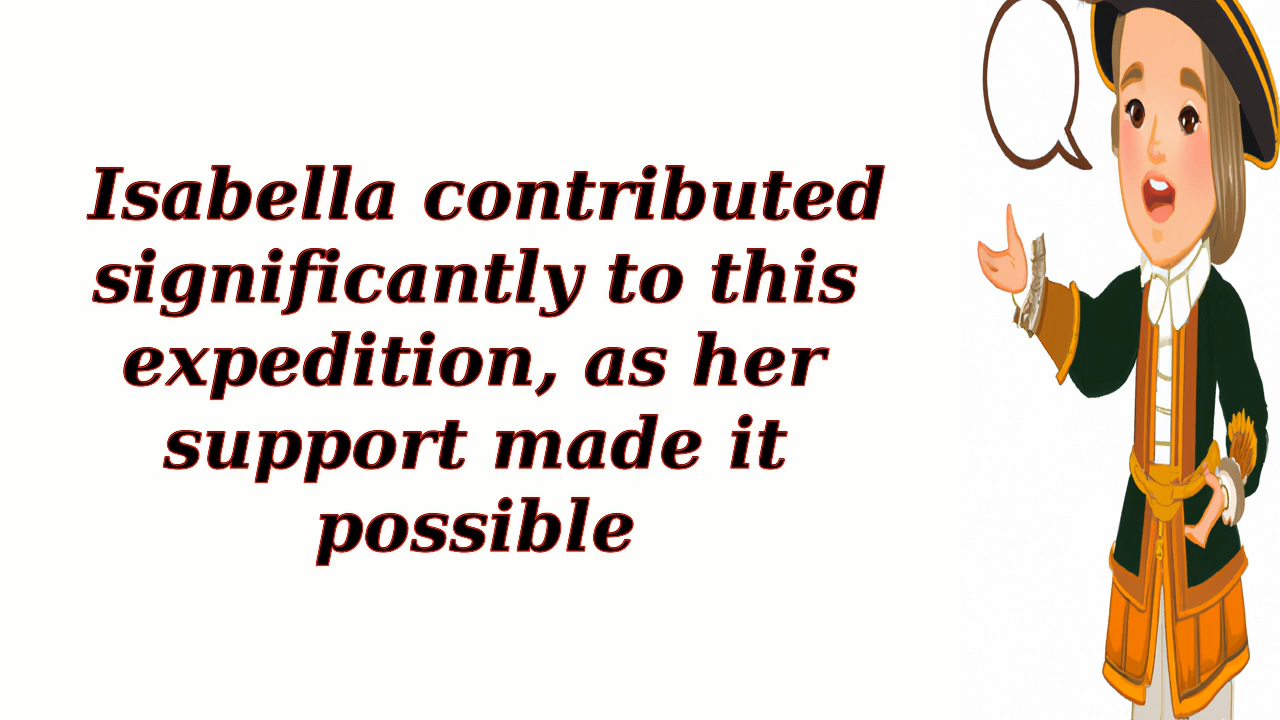 Isabella contributed
significantly to this
expedition, as her
support made it
possible